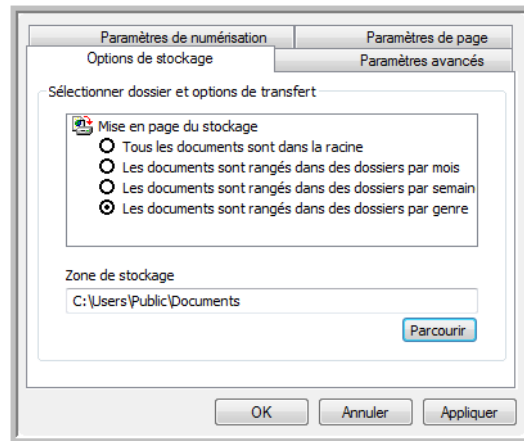 Paramètres de numérisation
Paramètres de page
Options de stockage
Paramètres avancés
Sélectionner dossier et options de transfert
Mise en page du stockage
Tous les documents sont dans la racine
Les documents sont rangés dans des dossiers par mois
Les documents sont rangés dans des dossiers par semain
Les documents sont rangés dans des dossiers par genre
Zone de stockage
C:\Users\Public\Documents
Parcourir
OK
Annuler
Appliquer